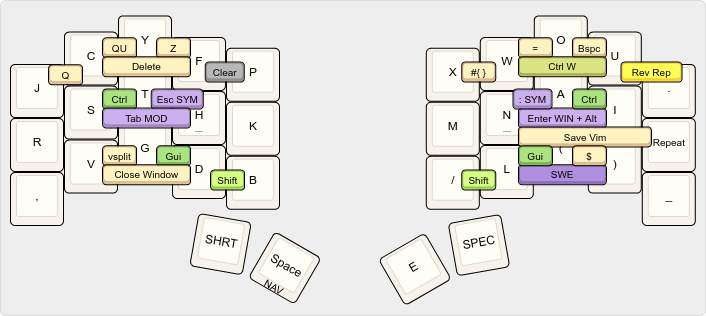 Y
O
QU Z
= Bspc
C F
W U
Delete
Ctrl W
Q Clear P
X #{ } Rev Rep
J
.
Ctrl T Esc SYM
: SYM A Ctrl
S H
N I
Tab MOD
Enter WIN + Alt
_
_
R K
M Repeat
Save Vim
vsplit G Gui
Gui ( $
V D
L )
Close Window
SWE
Shift B
/ Shift
,
_
SHRT
SPEC
Space
E
NAV